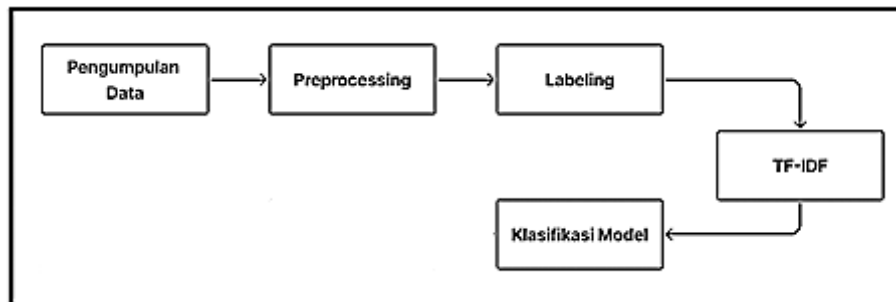 Pengumpulan
Data
Preprocessing
Labeling
TF-IDF
Klasifikasi Model